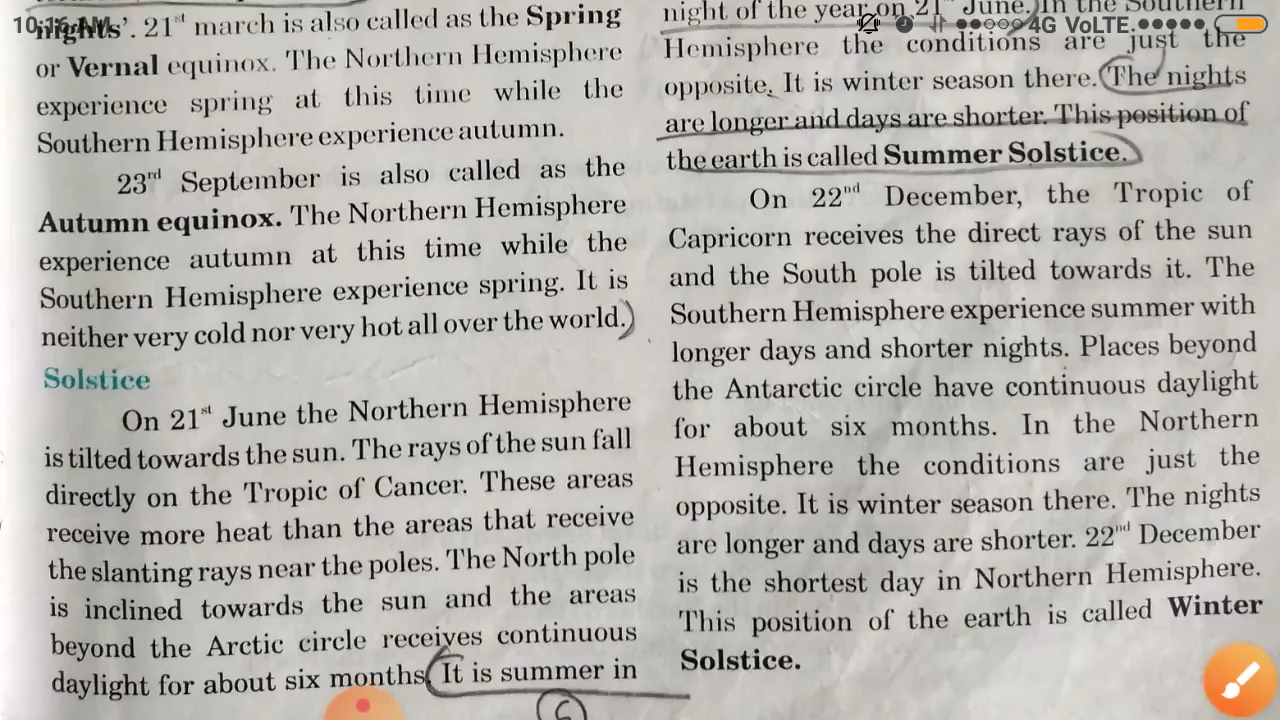 10:16 AM
4G VoLTE
nights'. 21st march is also called as the Spring
or Vernal equinox. The Northern Hemisphere
experience spring at this time while the
Southern Hemisphere experience autumn.
23rd September is also called as the
Autumn equinox. The Northern Hemisphere
experience autumn at this time while the
Southern Hemisphere experience spring. It is
neither very cold nor very hot all over the world.)
Solstice
On 21st June the Northern Hemisphere
is tilted towards the sun. The rays of the sun fall
directly on the Tropic of Cancer. These areas
receive more heat than the areas that receive
the slanting rays near the poles. The North pole
is inclined towards the sun and the areas
beyond the Arctic circle receives continuous
daylight for about six months. It is summer in
6
night of the year on 21st June. In the Southern
Hemisphere the conditions are just the
opposite. It is winter season there. The nights
are longer and days are shorter. This position of
the earth is called Summer Solstice.
On 22nd December, the Tropic of
Capricorn receives the direct rays of the sun
and the South pole is tilted towards it. The
Southern Hemisphere experience summer with
longer days and shorter nights. Places beyond
the Antarctic circle have continuous daylight
for about six months. In the Northern
Hemisphere the conditions are just the
opposite. It is winter season there. The nights
are longer and days are shorter. 22nd December
is the shortest day in Northern Hemisphere.
This position of the earth is called Winter
Solstice.